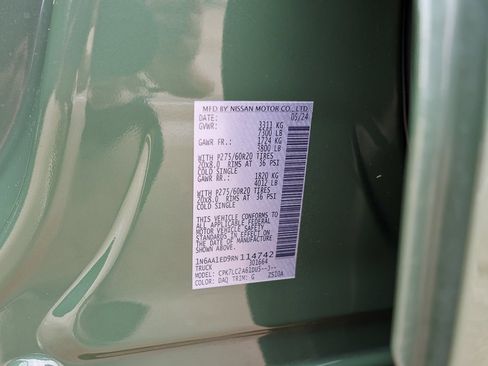 MFD BY NISSAN MOTOR CO., LTD
DATE: 05/24
GVWR: 3311 KG
7300 LB
GAWR FR.: 1724 KG
3800 LB
WITH P275/60R20 TIRES
20x8.0 RIMS AT 36 PSI
COLD SINGLE
GAWR RR.: 1820 KG
4012 LB
WITH P275/60R20 TIRES
20x8.0 RIMS AT 36 PSI
COLD SINGLE
THIS VEHICLE CONFORMS TO
ALL APPLICABLE FEDERAL
MOTOR VEHICLE SAFETY
STANDARDS IN EFFECT ON
THE DATE OF MANUFACTURE
SHOWN ABOVE
1N6AA1ED9RN114742
TRUCK 301664
MODEL: CPK7LC2A61DU5--J--
COLOR: DAQ TRIM: G